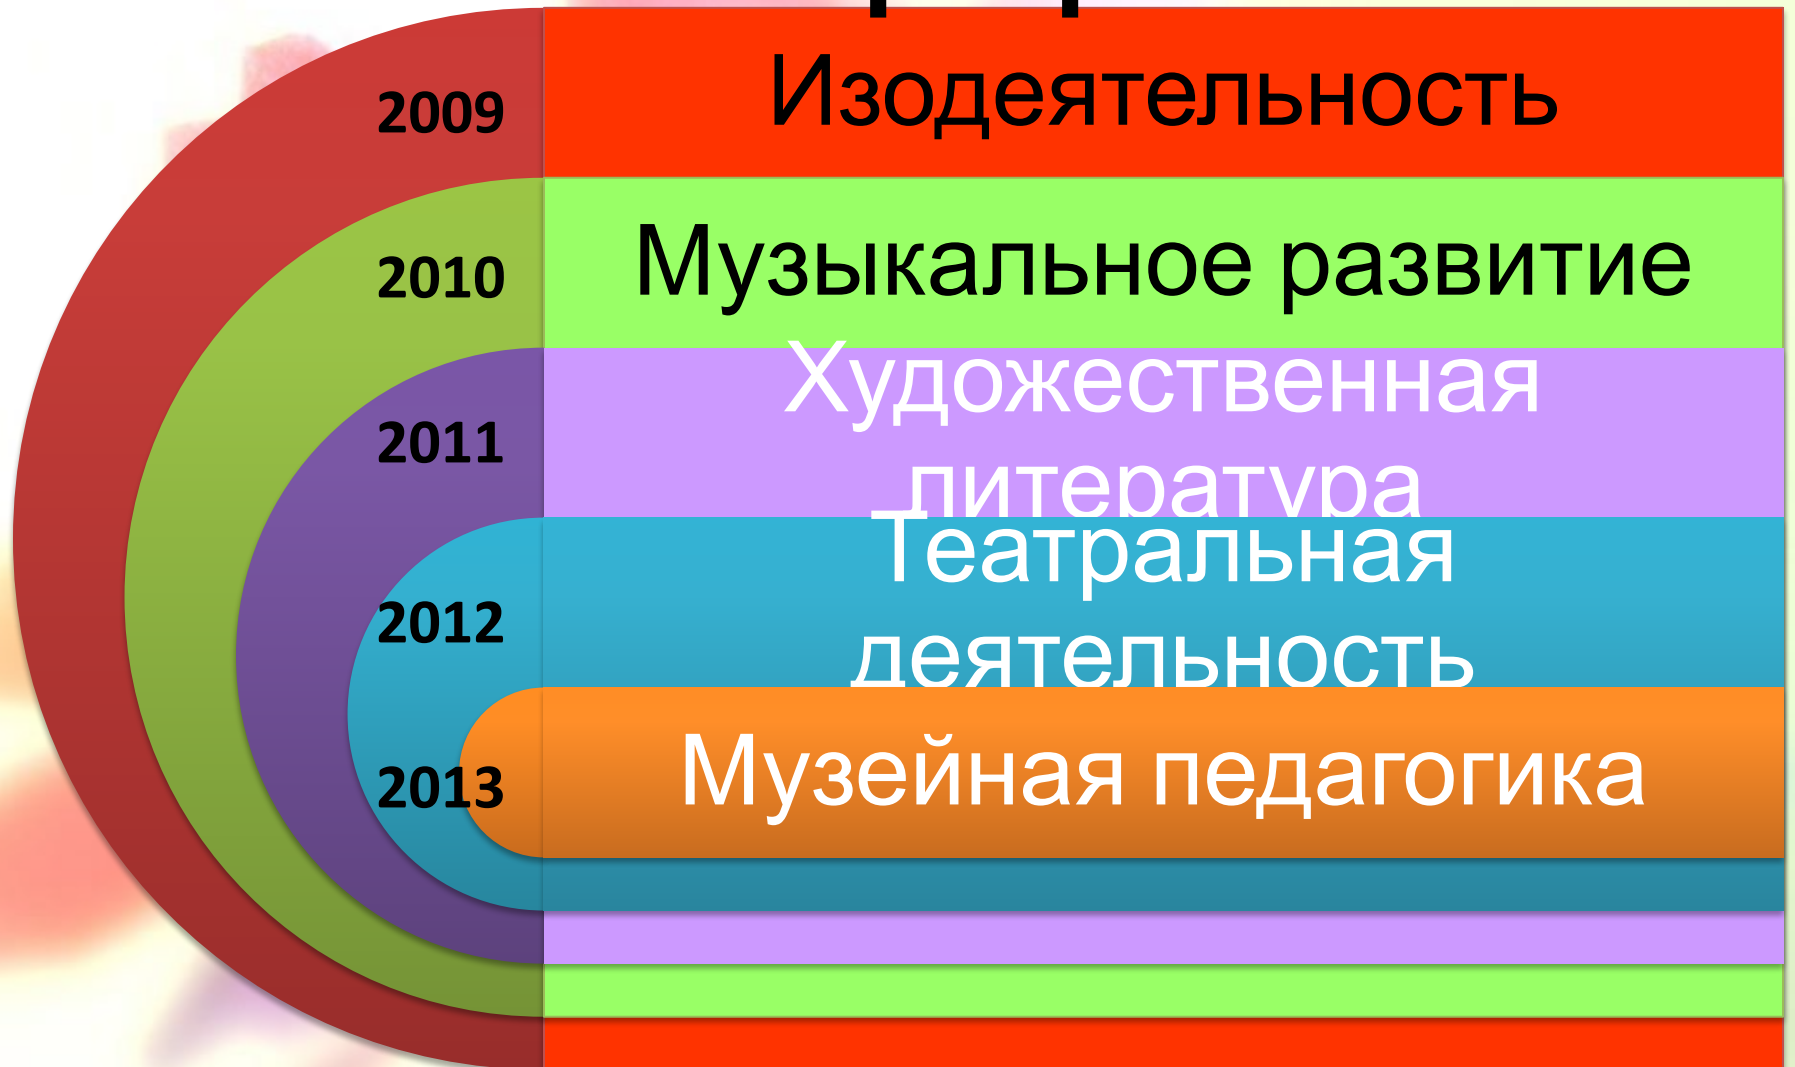 2009
Изодеятельность
2010
Музыкальное развитие
2011
Художественная
литература
2012
Театральная
деятельность
2013
Музейная педагогика